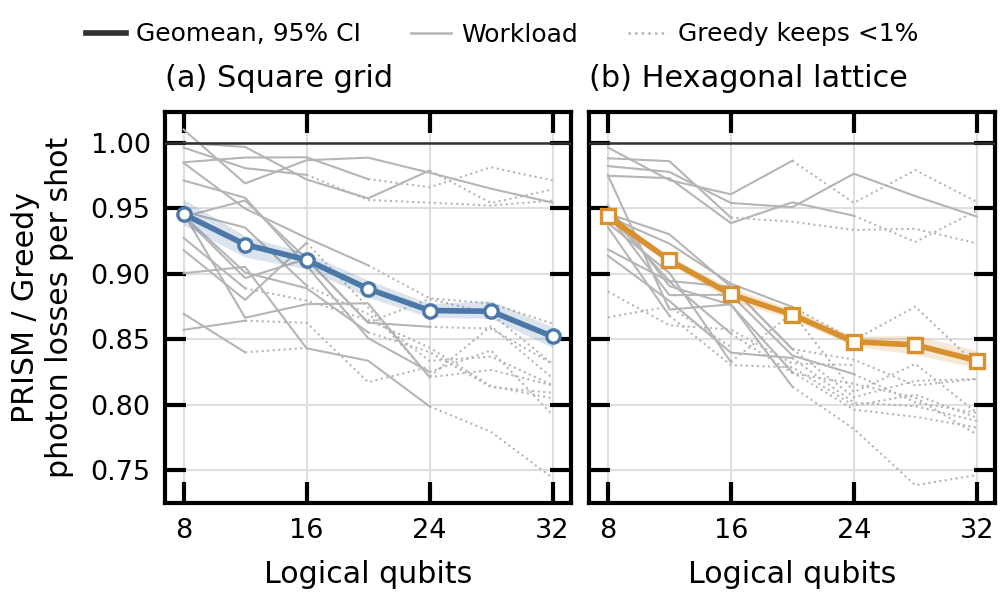 Geomean, 95% CI
Workload
Greedy keeps <1%
(a) Square grid
(b) Hexagonal lattice
PRISM / Greedy
photon losses per shot
1.00
0.95
0.90
0.85
0.80
0.75
8
16
24
32
8
16
24
32
Logical qubits
Logical qubits